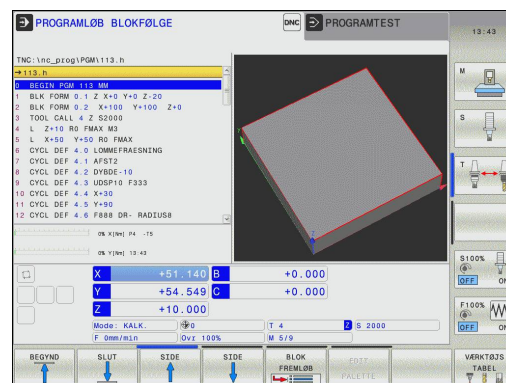 PROGRAMLØB BLOKFØLGE
DNC
PROGRAMTEST
13:43
TNC:\nc_prog\PGM\113.h
→113.h
0 BEGIN PGM 113 MM
1 BLK FORM 0.1 Z X+0 Y+0 Z-20
2 BLK FORM 0.2 X+100 Y+100 Z+0
3 TOOL CALL 4 Z S2000
4 L Z+10 R0 FMAX M3
5 L X+50 Y+50 R0 FMAX
6 CYCL DEF 4.0 LOMMEFRAESNING
7 CYCL DEF 4.1 AFST2
8 CYCL DEF 4.2 DYBDE-10
9 CYCL DEF 4.3 UDSP10 F333
10 CYCL DEF 4.4 X+30
11 CYCL DEF 4.5 Y+90
12 CYCL DEF 4.6 F888 DR- RADIUS8
0% X[Nm] P4 -T5
0% Y[Nm] 13:43
X +51.140 B +0.000
Y +54.549 C +0.000
Z +10.000
Mode: KALK. 0 T 4 Z S 2000
F 0mm/min Ovr 100% M 5/9
M
S
T
S100%
OFF ON
F100%
OFF ON
BEGYND
SLUT
SIDE
SIDE
BLOK FREMLØB
EDIT PALETTE
VÆRKTØJS TABEL